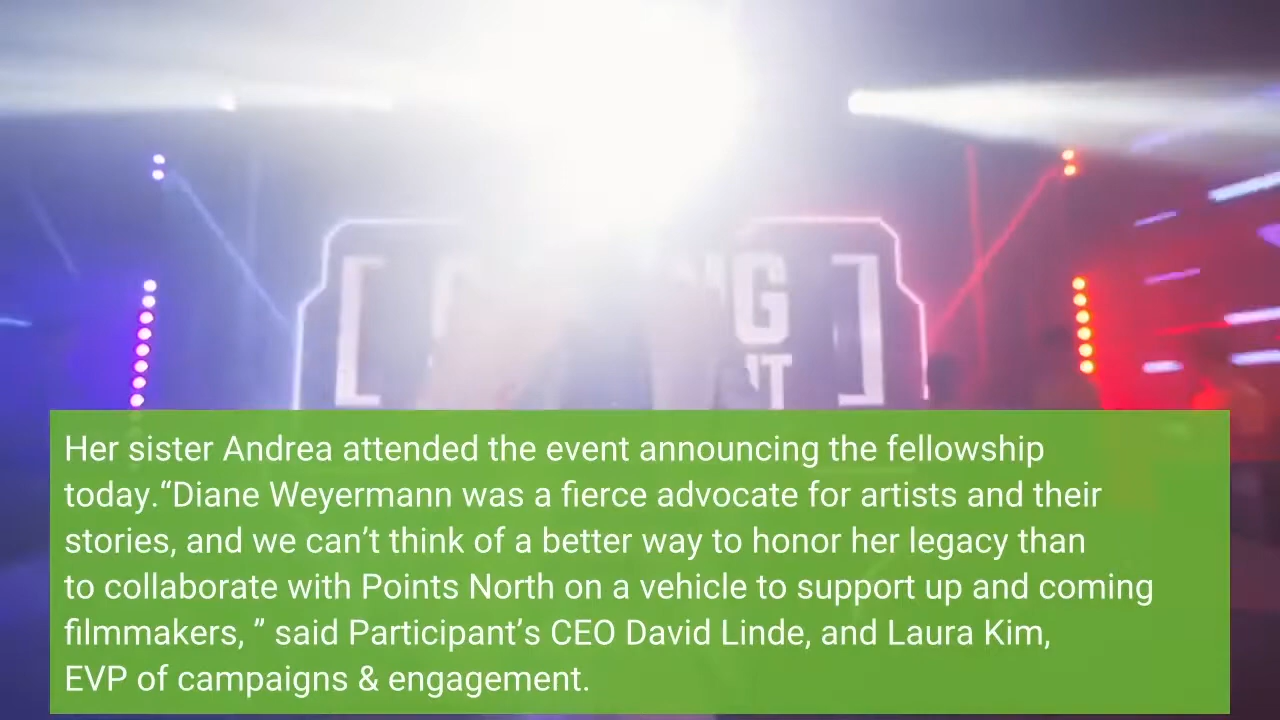 Her sister Andrea attended the event announcing the fellowship
today.“Diane Weyermann was a fierce advocate for artists and their
stories, and we can’t think of a better way to honor her legacy than
to collaborate with Points North on a vehicle to support up and coming
filmmakers, ” said Participant’s CEO David Linde, and Laura Kim,
EVP of campaigns & engagement.